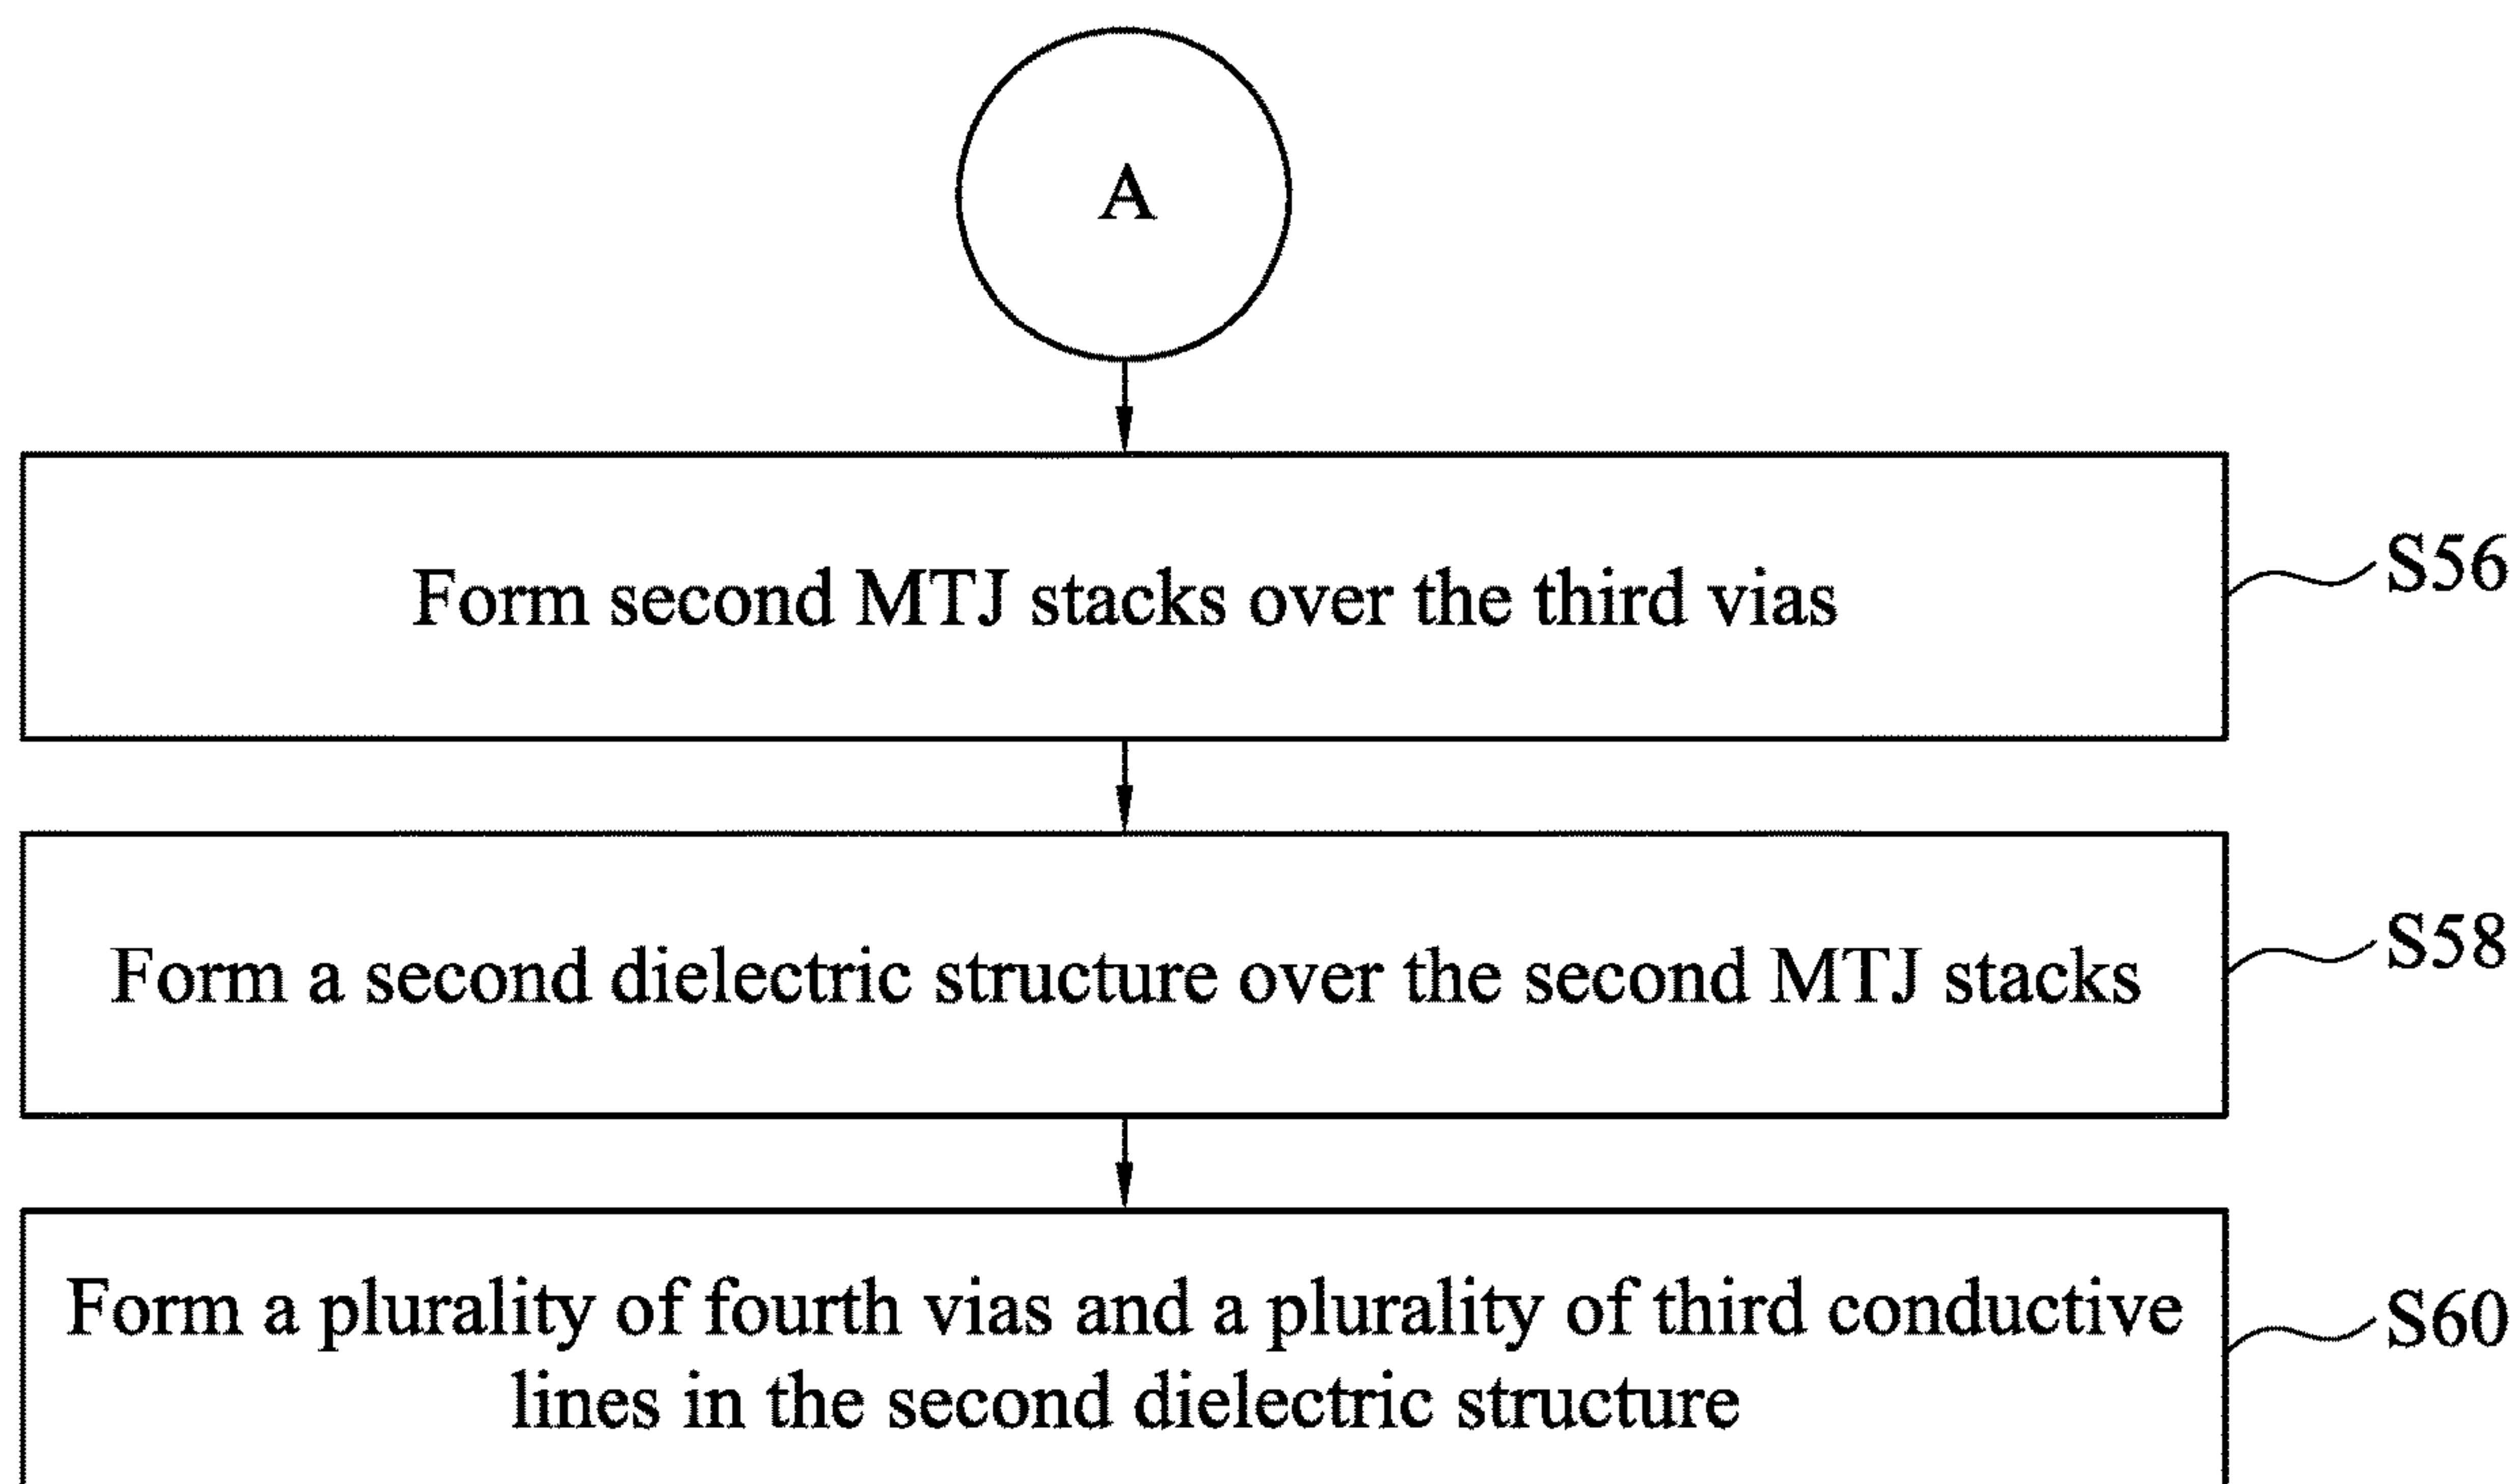 A
Form second MTJ stacks over the third vias
S56
Form a second dielectric structure over the second MTJ stacks
S58
Form a plurality of fourth vias and a plurality of third conductive
lines in the second dielectric structure
S60